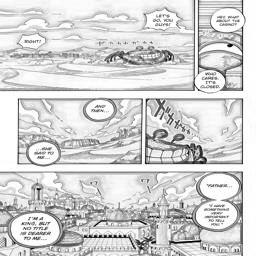 HEY, WHAT
ABOUT THE
CASINO?
WHO
CARES.
IT'S
CLOSED.
LET'S
GO, YOU
GUYS!
RIGHT!
AND
THEN...
...SHE
SAID TO
ME...
"FATHER...
"I HAVE
SOMETHING
VERY
IMPORTANT
TO TELL
YOU."
I'M A
KING, BUT
NO TITLE
IS DEARER
TO ME...